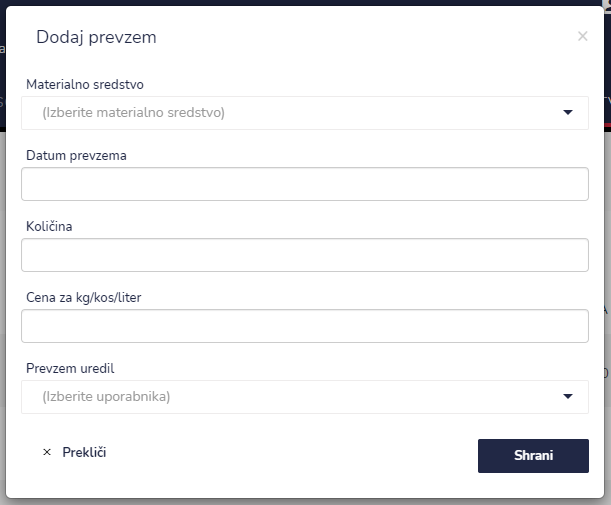 Dodaj prevzem
×
Materialno sredstvo
(Izberite materialno sredstvo)
Datum prevzema
Količina
Cena za kg/kos/liter
Prevzem uredil
(Izberite uporabnika)
× Prekliči
Shrani